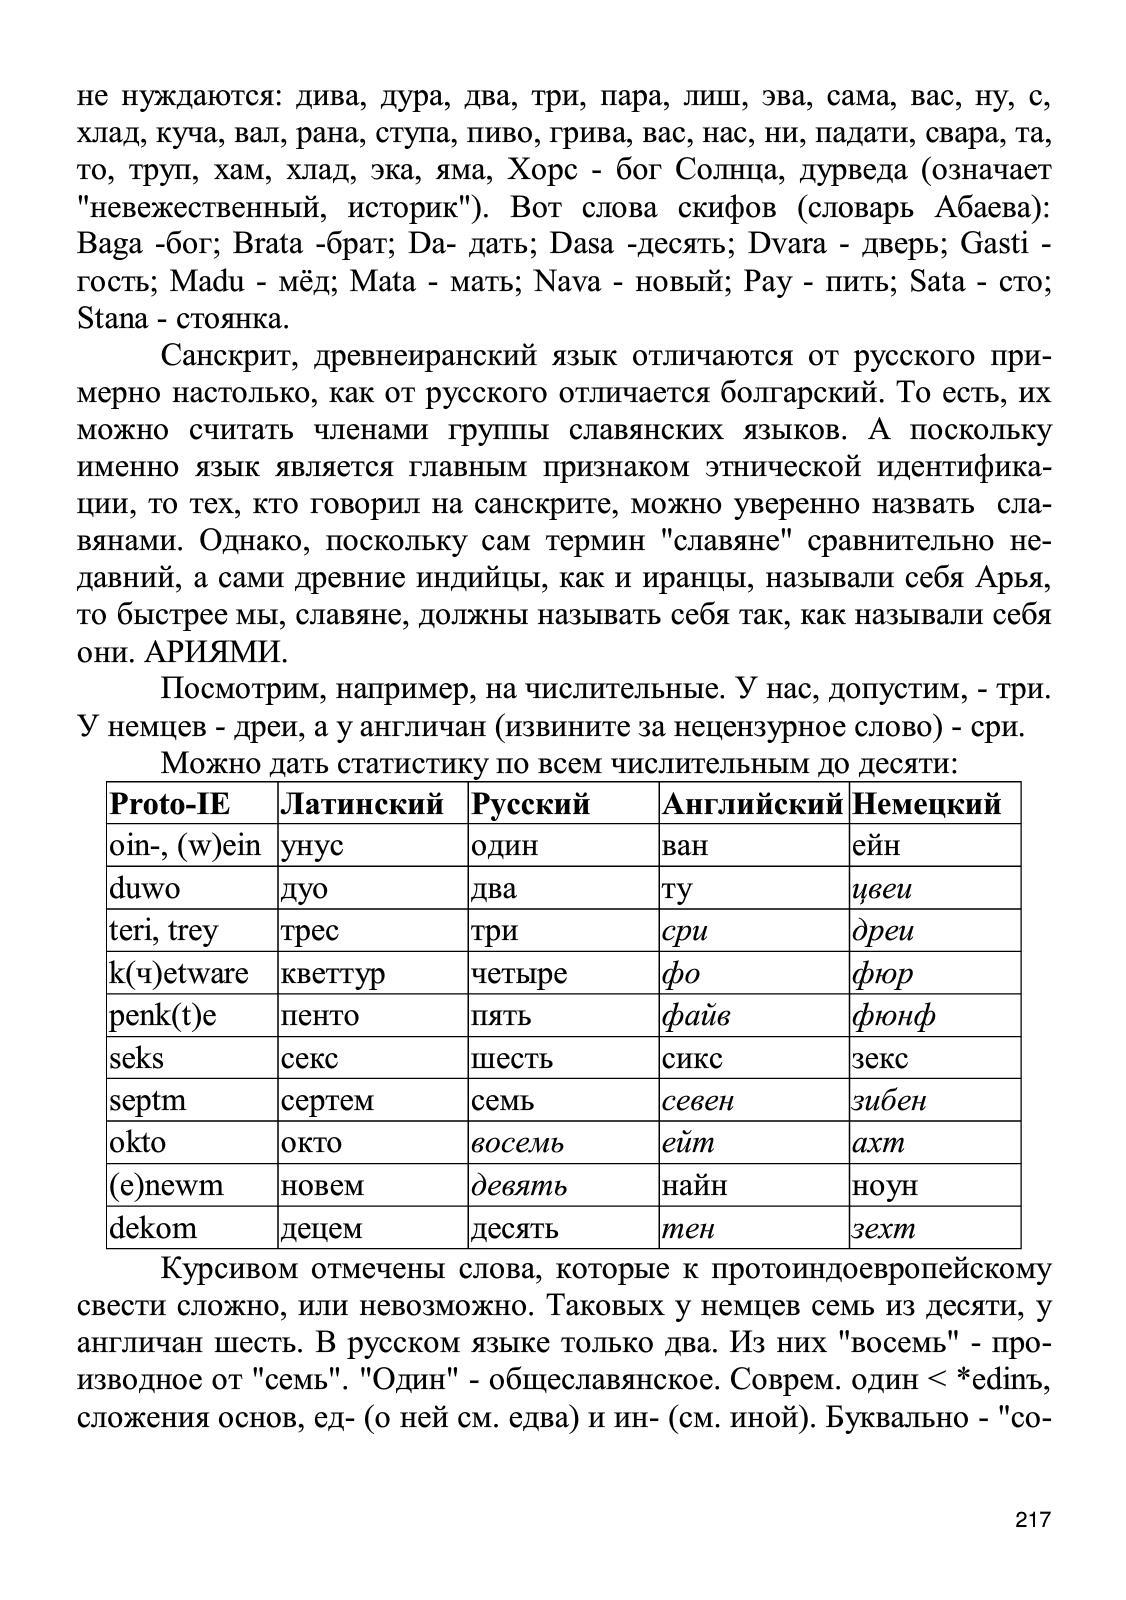 не нуждаются: дива, дура, два, три, пара, лиш, эва, сама, вас, ну, с,
хлад, куча, вал, рана, ступа, пиво, грива, вас, нас, ни, падати, свара, та,
то, труп, хам, хлад, эка, яма, Хорс - бог Солнца, дурведа (означает
"невежественный, историк"). Вот слова скифов (словарь Абаева):
Baga -бог; Brata -брат; Da- дать; Dasa -десять; Dvara - дверь; Gasti -
гость; Madu - мёд; Mata - мать; Nava - новый; Pay - пить; Sata - сто;
Stana - стоянка.
Санскрит, древнеиранский язык отличаются от русского при-
мерно настолько, как от русского отличается болгарский. То есть, их
можно считать членами группы славянских языков. А поскольку
именно язык является главным признаком этнической идентифика-
ции, то тех, кто говорил на санскрите, можно уверенно назвать сла-
вянами. Однако, поскольку сам термин "славяне" сравнительно не-
давний, а сами древние индийцы, как и иранцы, называли себя Арья,
то быстрее мы, славяне, должны называть себя так, как называли себя
они. АРИЯМИ.
Посмотрим, например, на числительные. У нас, допустим, - три.
У немцев - дреи, а у англичан (извините за нецензурное слово) - сри.
Можно дать статистику по всем числительным до десяти:
Proto-IE Латинский Русский Английский Немецкий
oin-, (w)ein унус один ван ейн
duwo дуо два ту цвеи
teri, trey трес три сри дреи
k(ч)etware кветтур четыре фо фюр
penk(t)e пенто пять файв фюнф
seks секс шесть сикс зекс
septm сертем семь севен зибен
okto окто восемь ейт ахт
(e)newm новем девять найн ноун
dekom децем десять тен зехт
Курсивом отмечены слова, которые к протоиндоевропейскому
свести сложно, или невозможно. Таковых у немцев семь из десяти, у
англичан шесть. В русском языке только два. Из них "восемь" - про-
изводное от "семь". "Один" - общеславянское. Соврем. один < *edinъ,
сложения основ, ед- (о ней см. едва) и ин- (см. иной). Буквально - "со-
217